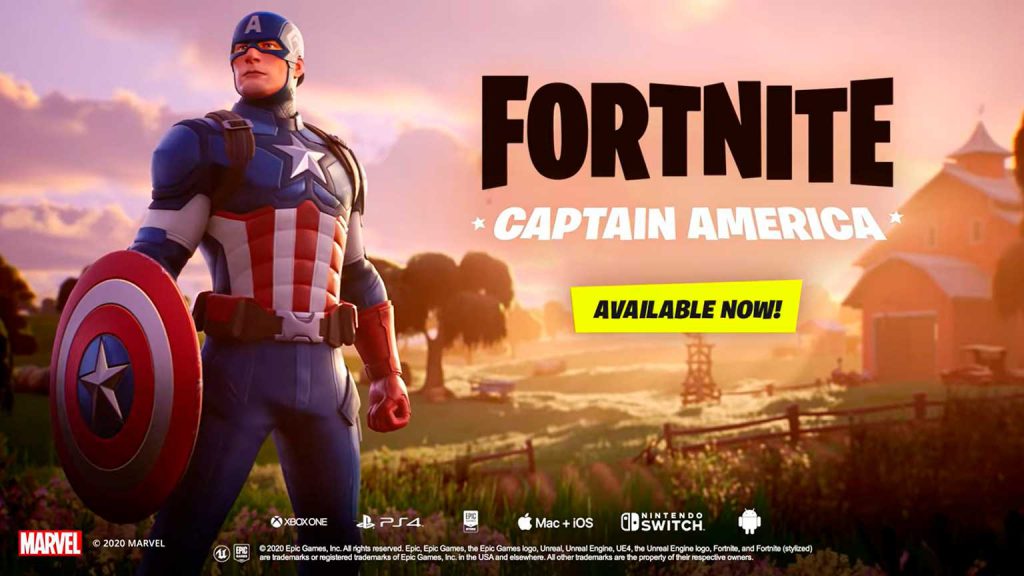 A
FORTNITE
CAPTAIN AMERICA
AVAILABLE NOW!
XBOX ONE
PS4
EPIC GAMES
Mac + iOS
NINTENDO
SWITCH
MARVEL
© 2020 MARVEL
EPIC GAMES
© 2020 Epic Games, Inc. All rights reserved. Epic, Epic Games, the Epic Games logo, Unreal, Unreal Engine, UE4, the Unreal Engine logo, Fortnite, and Fortnite (stylized)
are trademarks or registered trademarks of Epic Games, Inc. in the USA and elsewhere. All other trademarks are the property of their respective owners.